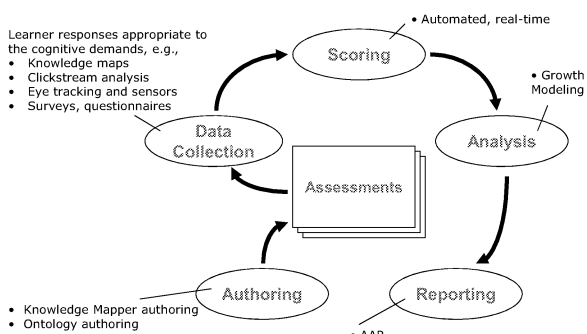 Learner responses appropriate to
the cognitive demands, e.g.,
• Knowledge maps
• Clickstream analysis
• Eye tracking and sensors
• Surveys, questionnaires
• Automated, real-time
Scoring
• Growth
Modeling
Data
Collection
Analysis
Assessments
Authoring
Reporting
• Knowledge Mapper authoring
• Ontology authoring